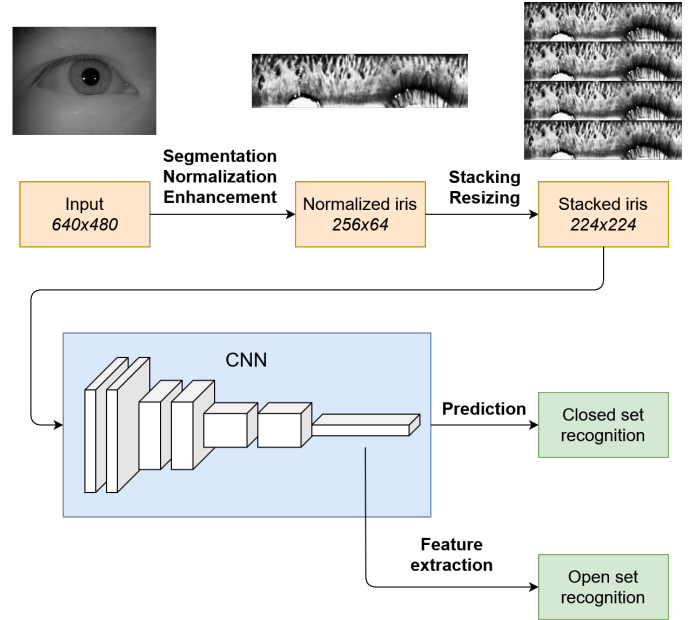 Segmentation
Normalization
Enhancement
Stacking
Resizing
Input
640x480
Normalized iris
256x64
Stacked iris
224x224
CNN
Prediction
Closed set
recognition
Feature
extraction
Open set
recognition